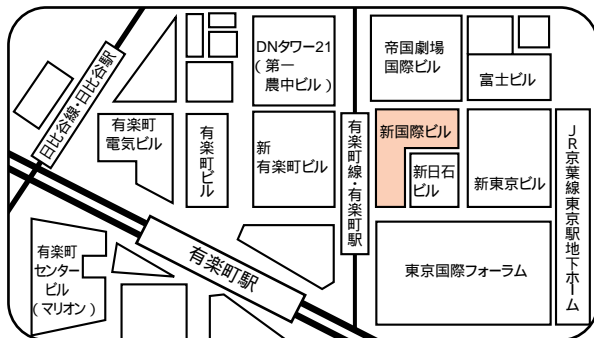 日比谷線・日比谷駅
DNタワー21
(第一
農中ビル)
帝国劇場
国際ビル
富士ビル
有楽町
電気ビル
有楽町ビル
新
有楽町ビル
有楽町線・有楽町駅
新国際ビル
新日石
ビル
新東京ビル
JR京葉線東京駅地下ホーム
有楽町
センター
ビル
(マリオン)
有楽町駅
東京国際フォーラム